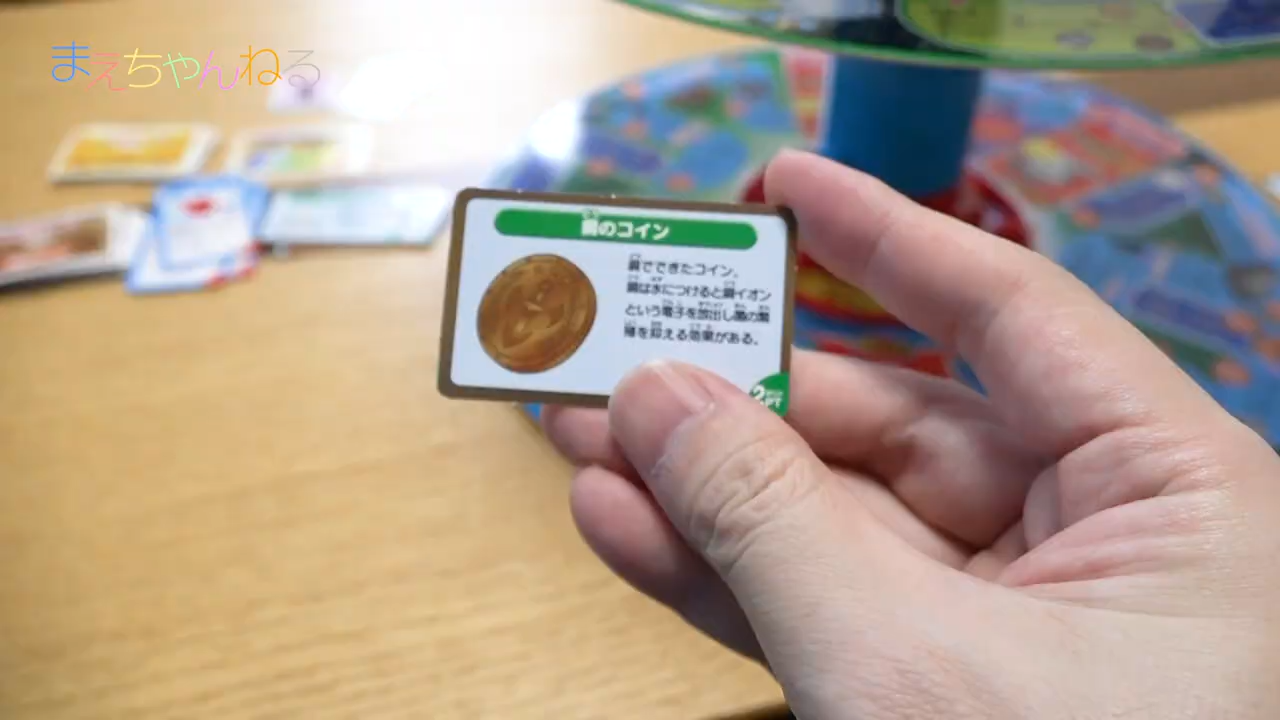 まえちゃんねる
銅のコイン
銅でできたコイン。
銅は水につけると銅イオン
という電子を放出し菌の繁
殖を抑える効果がある。
2